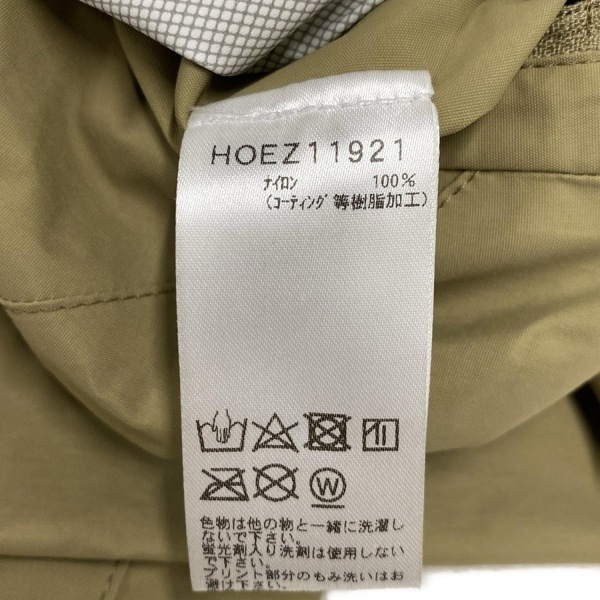 HOEZ11921
ナイロン 100%
(コーティング等樹脂加工)
W
色物は他の物と一緒に洗濯し
ないで下さい。
蛍光剤入り洗剤は使用しない
で下さい。
プリント部分のもみ洗いはお
避け下さい。